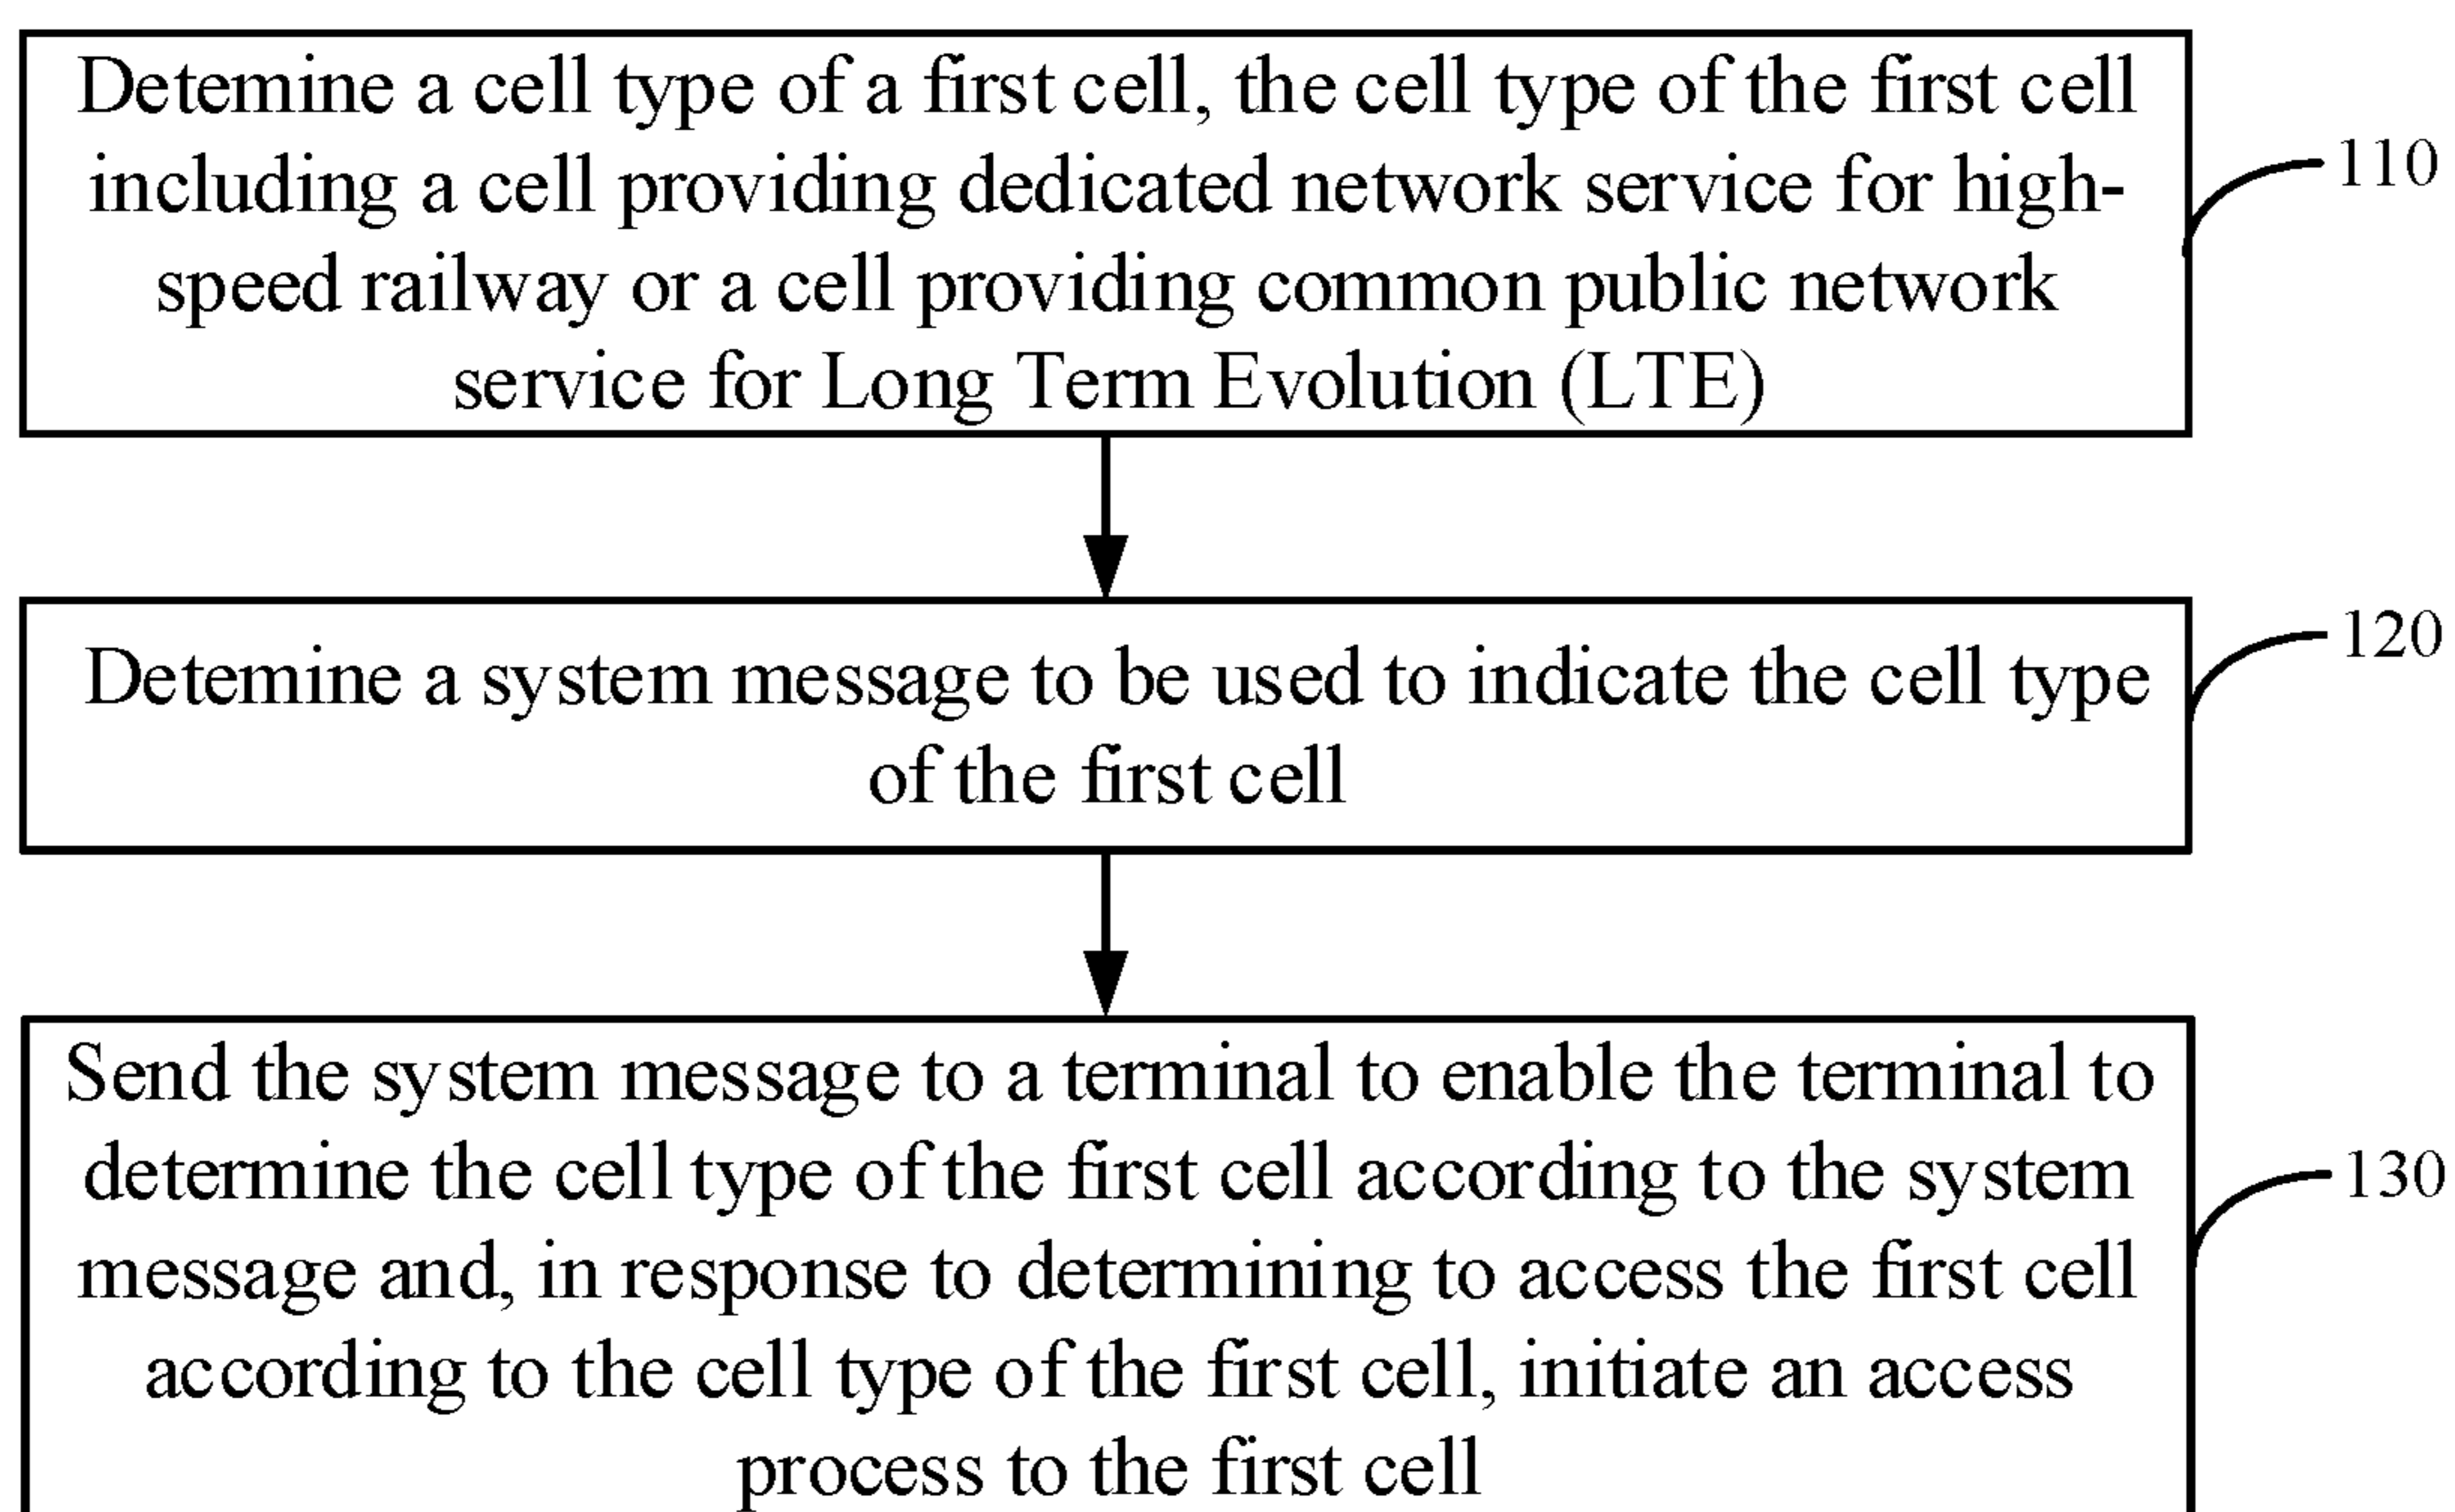 Detemine a cell type of a first cell, the cell type of the first cell
including a cell providing dedicated network service for high-
speed railway or a cell providing common public network
service for Long Term Evolution (LTE)
110
Detemine a system message to be used to indicate the cell type
of the first cell
120
Send the system message to a terminal to enable the terminal to
determine the cell type of the first cell according to the system
message and, in response to determining to access the first cell
according to the cell type of the first cell, initiate an access
process to the first cell
130